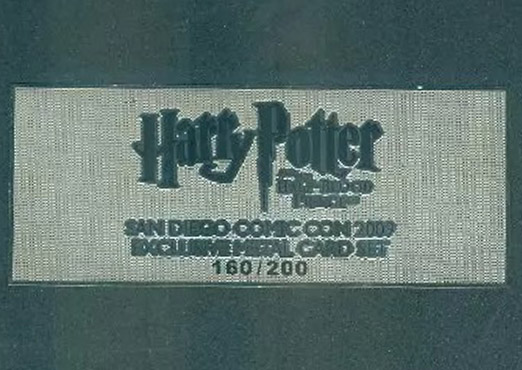 Harry Potter
AND THE
HALF-BLOOD
PRINCE
SAN DIEGO COMIC CON 2009
EXCLUSIVE METAL CARD SET
160/200